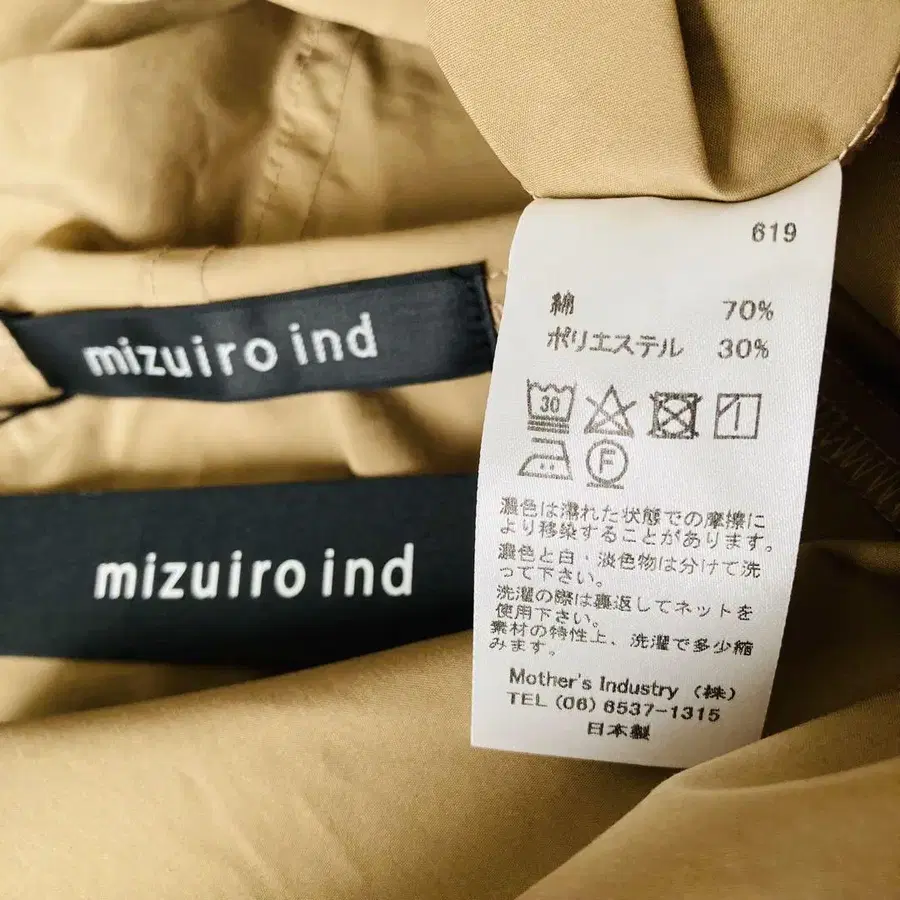 mizuiro ind
mizuiro ind
619
綿 70%
ポリエステル 30%
30
F
濃色は濡れた状態での摩擦に
より移染することがあります。
濃色と白・淡色物は分けて洗
って下さい。
洗濯の際は裏返してネットを
使用下さい。
素材の特性上、洗濯で多少縮
みます。
Mother's Industry (株)
TEL (06) 6537-1315
日本製